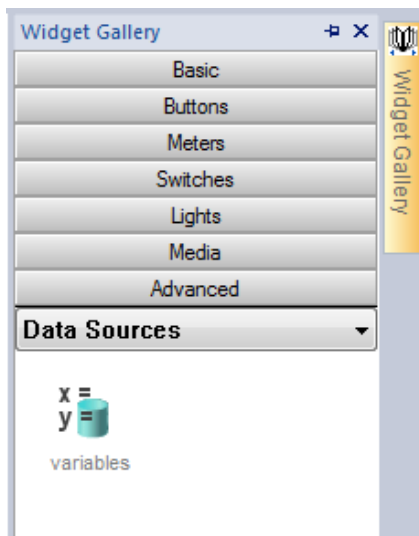 Widget Gallery
Basic
Buttons
Meters
Switches
Lights
Media
Advanced
Data Sources
x =
y =
variables
Widget Gallery